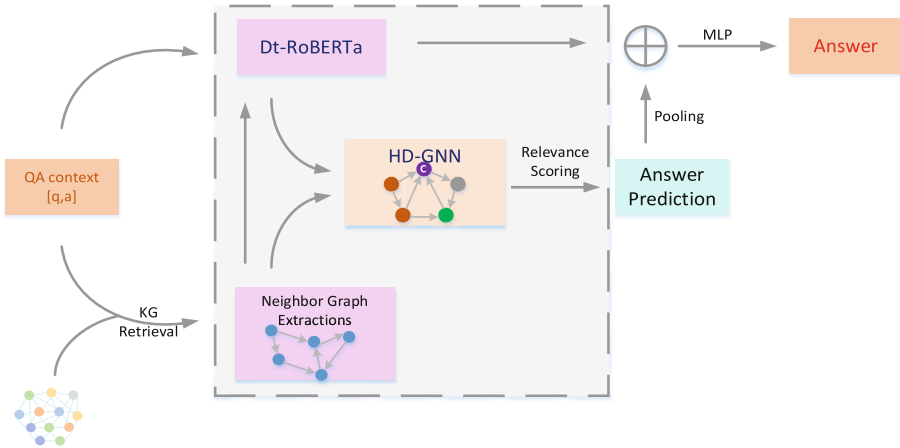 Dt-RoBERTa
MLP
Answer
Pooling
QA context
[q,a]
HD-GNN
C
Relevance
Scoring
Answer
Prediction
KG
Retrieval
Neighbor Graph
Extractions